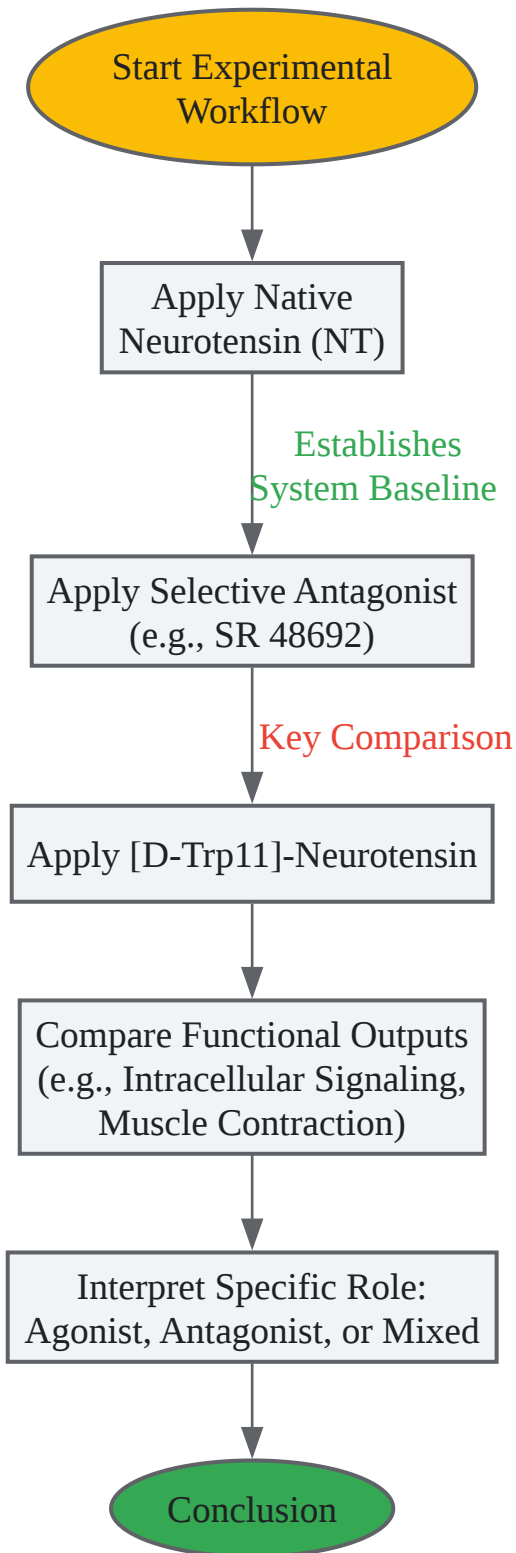 Start Experimental
Workflow
Apply Native
Neurotensin (NT)
Establishes
System Baseline
Apply Selective Antagonist
(e.g., SR 48692)
Key Comparison
Apply [D-Trp11]-Neurotensin
Compare Functional Outputs
(e.g., Intracellular Signaling,
Muscle Contraction)
Interpret Specific Role:
Agonist, Antagonist, or Mixed
Conclusion